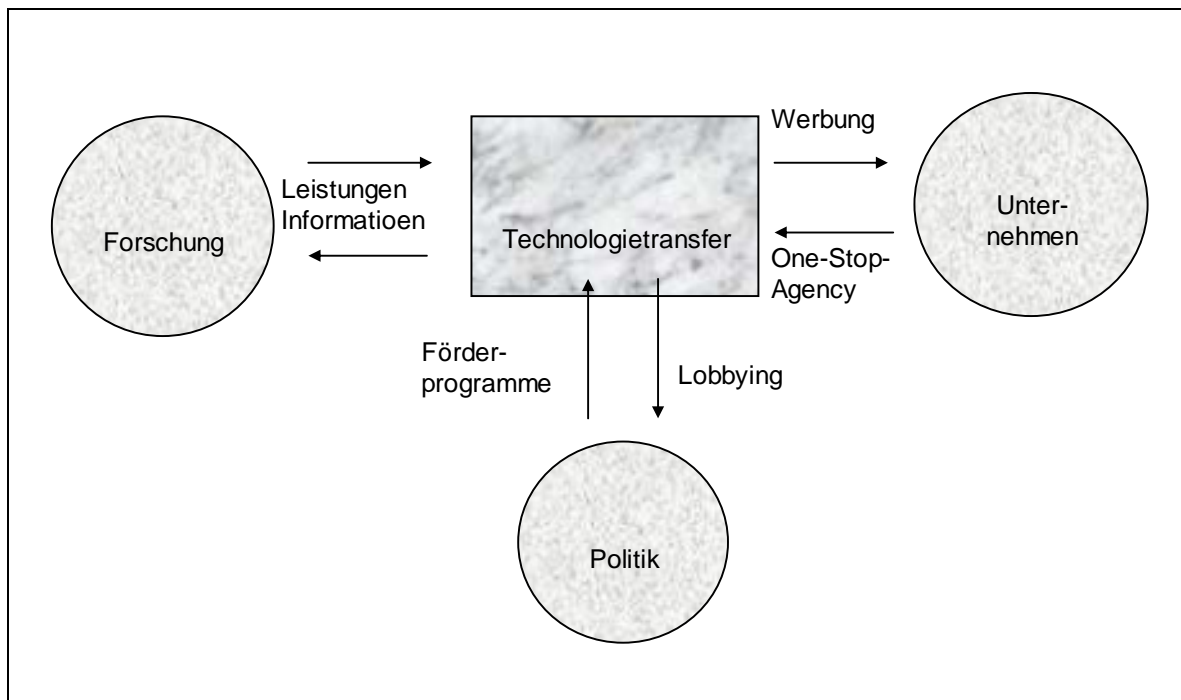 Werbung
Leistungen
Informatioen
Forschung
Technologietransfer
Unter-
nehmen
One-Stop-
Agency
Förder-
programme
Lobbying
Politik